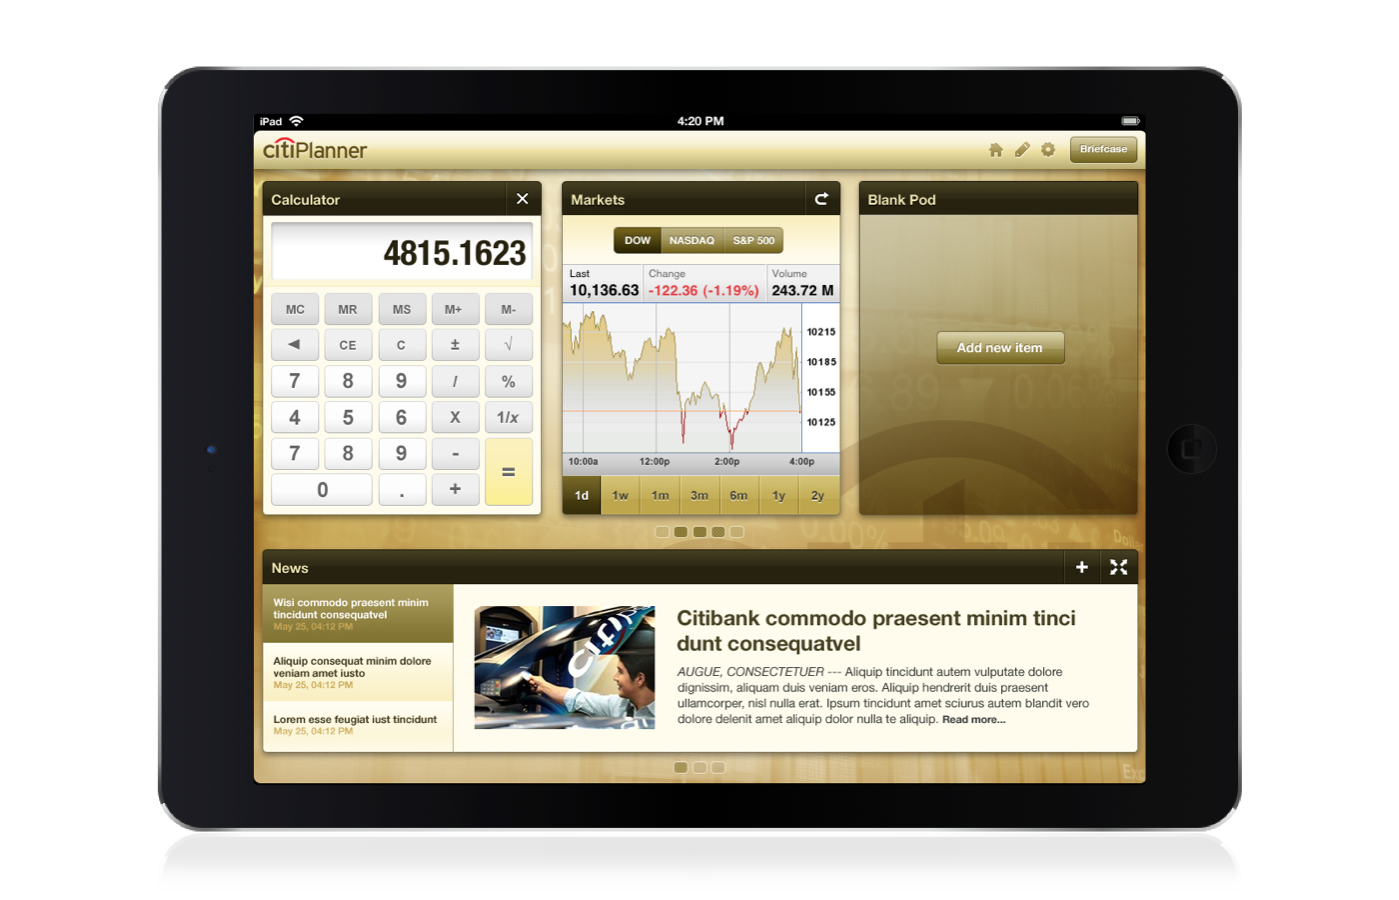 iPad
4:20 PM
citiPlanner
Briefcase
Calculator
4815.1623
MC MR MS M+ M-
◄ CE C ± √
7 8 9 / %
4 5 6 X 1/x
7 8 9 - =
0 . +
Markets
DOW NASDAQ S&P 500
Last Change Volume
10,136.63 -122.36 (-1.19%) 243.72 M
10215
10185
10155
10125
10:00a 12:00p 2:00p 4:00p
1d 1w 1m 3m 6m 1y 2y
Blank Pod
Add new item
News
Wisi commodo praesent minim
tincidunt consequatvel
May 25, 04:12 PM
Aliquip consequat minim dolore
veniam amet iusto
May 25, 04:12 PM
Lorem esse feugiat iust tincidunt
May 25, 04:12 PM
Citibank commodo praesent minim tinci
dunt consequatvel
AUGUE, CONSECTETUER --- Aliquip tincidunt autem vulputate dolore
dignissim, aliquam duis veniam eros. Aliquip hendrerit duis praesent
ullamcorper, nisl nulla erat. Ipsum tincidunt amet sciurus autem blandit vero
dolore delenit amet aliquip dolor nulla te aliquip. Read more...